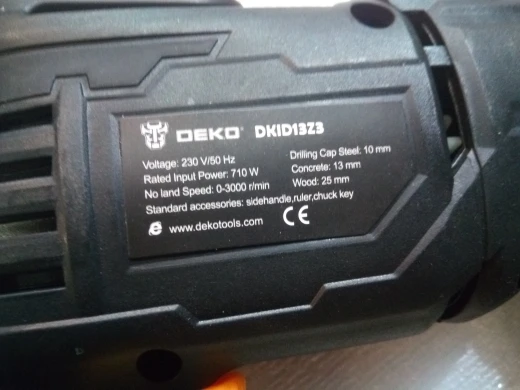 DEKO® DKID13Z3
Voltage: 230 V/50 Hz
Rated Input Power: 710 W
No land Speed: 0-3000 r/min
Drilling Cap Steel: 10 mm
Concrete: 13 mm
Wood: 25 mm
Standard accessories: sidehandle,ruler,chuck key
www.dekotools.com CE